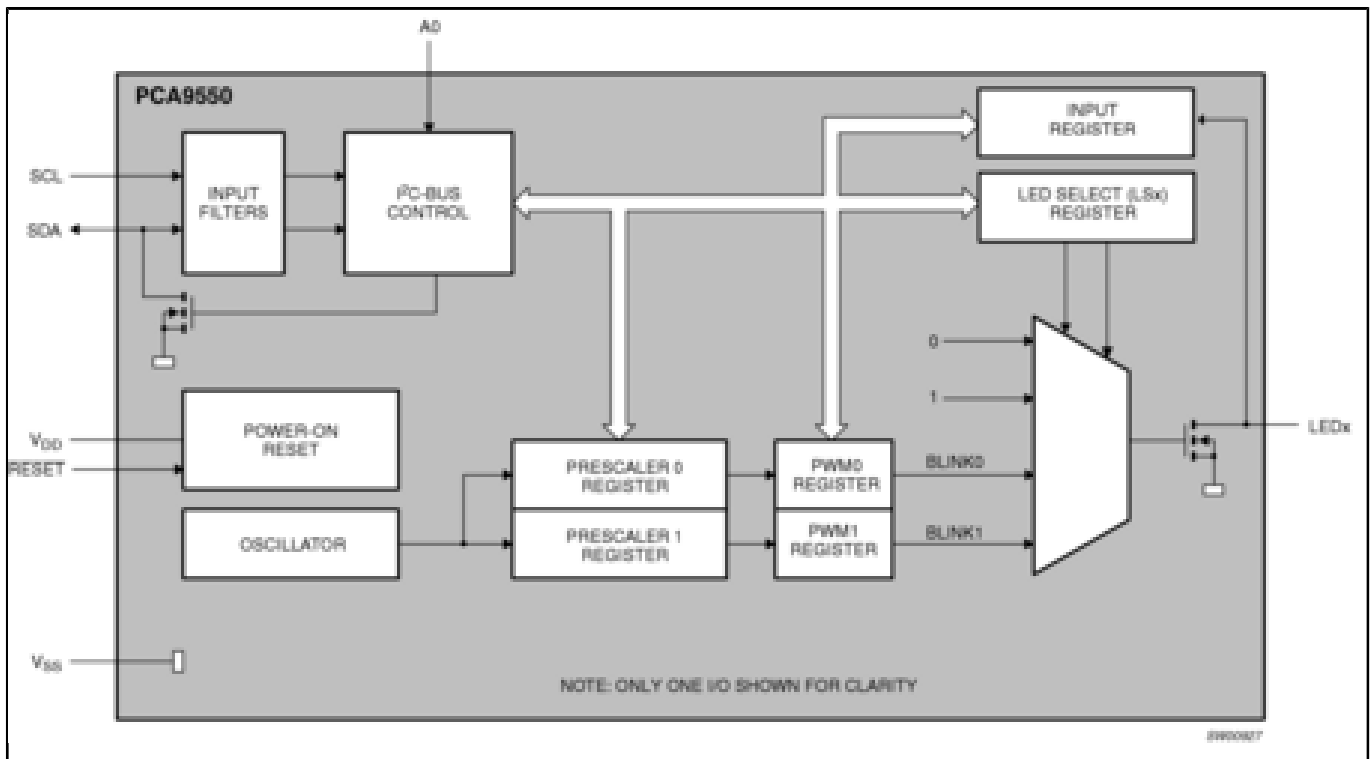 A0
PCA9550
INPUT
REGISTER
SCL
INPUT
FILTERS
I²C-BUS
CONTROL
LED SELECT (LSx)
REGISTER
SDA
0
1
POWER-ON
RESET
VDD
RESET
LEDx
PRESCALER 0
REGISTER
PWM0
REGISTER
BLINK0
OSCILLATOR
PRESCALER 1
REGISTER
PWM1
REGISTER
BLINK1
VSS
NOTE: ONLY ONE I/O SHOWN FOR CLARITY